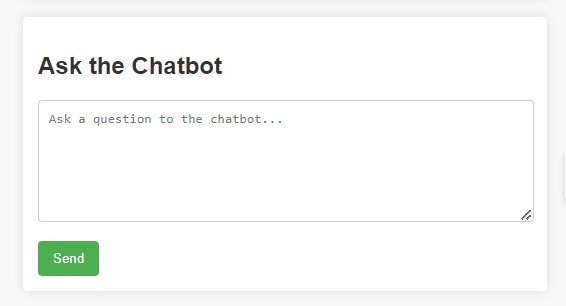 Ask the Chatbot
Ask a question to the chatbot...
Send